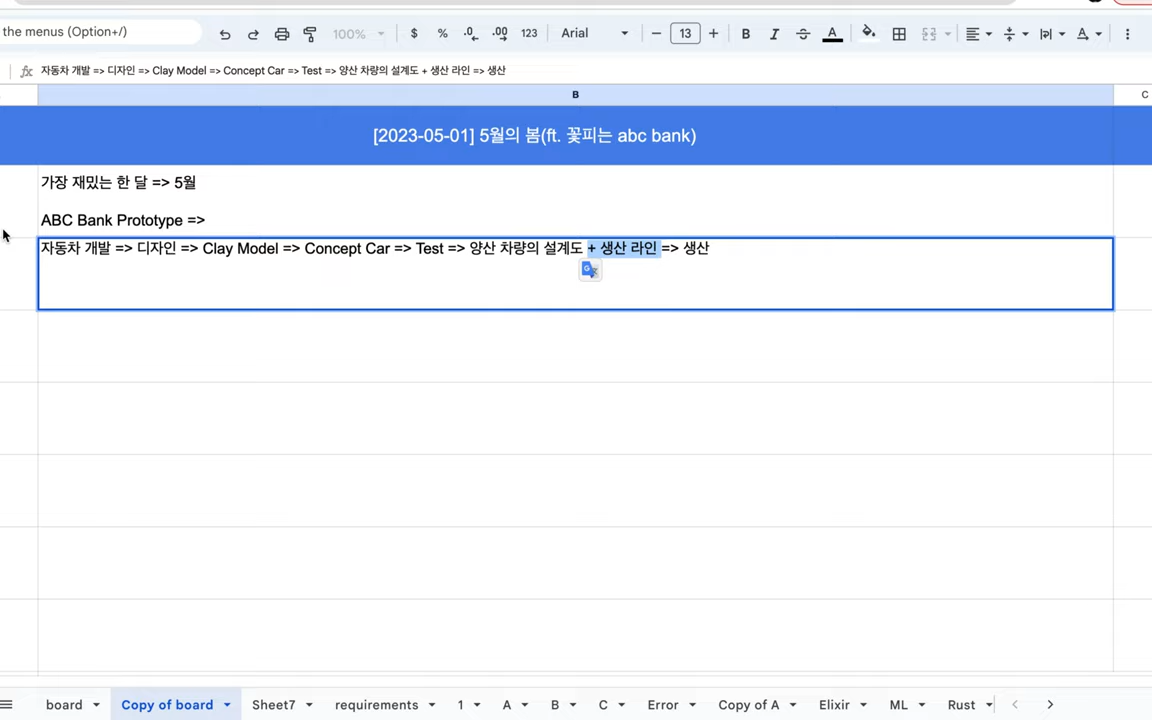 the menus (Option+/)
100%
$ % .0 .00 123
Arial
− 13 +
B I S A
fx 자동차 개발 => 디자인 => Clay Model => Concept Car => Test => 양산 차량의 설계도 + 생산 라인 => 생산
B C
[2023-05-01] 5월의 봄(ft. 꽃피는 abc bank)
가장 재밌는 한 달 => 5월
ABC Bank Prototype =>
자동차 개발 => 디자인 => Clay Model => Concept Car => Test => 양산 차량의 설계도 + 생산 라인 => 생산
board Copy of board Sheet7 requirements 1 A B C Error Copy of A Elixir ML Rust